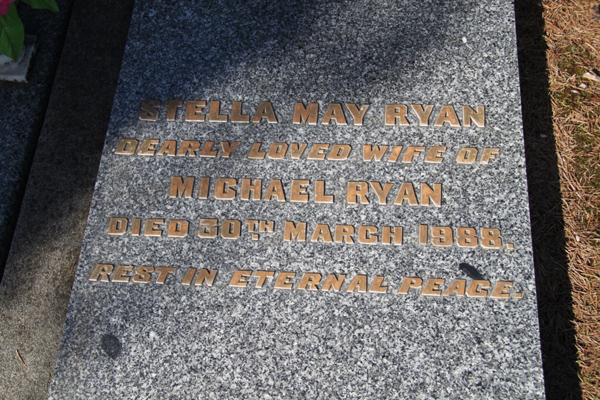 STELLA MAY RYAN
DEARLY LOVED WIFE OF
MICHAEL RYAN
DIED 30TH MARCH 1988.
REST IN ETERNAL PEACE.